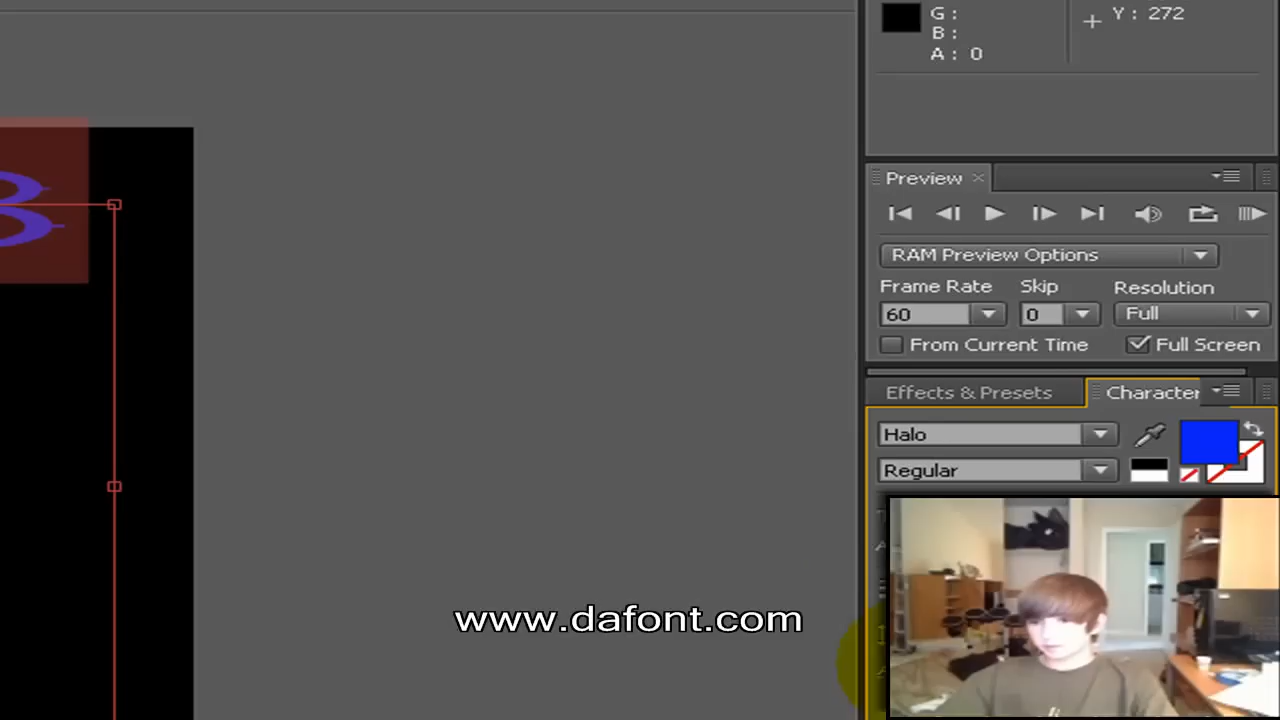 G :
B :
A : 0
Y : 272
Preview
RAM Preview Options
Frame Rate Skip Resolution
60 0 Full
From Current Time Full Screen
Effects & Presets Character
Halo
Regular
www.dafont.com